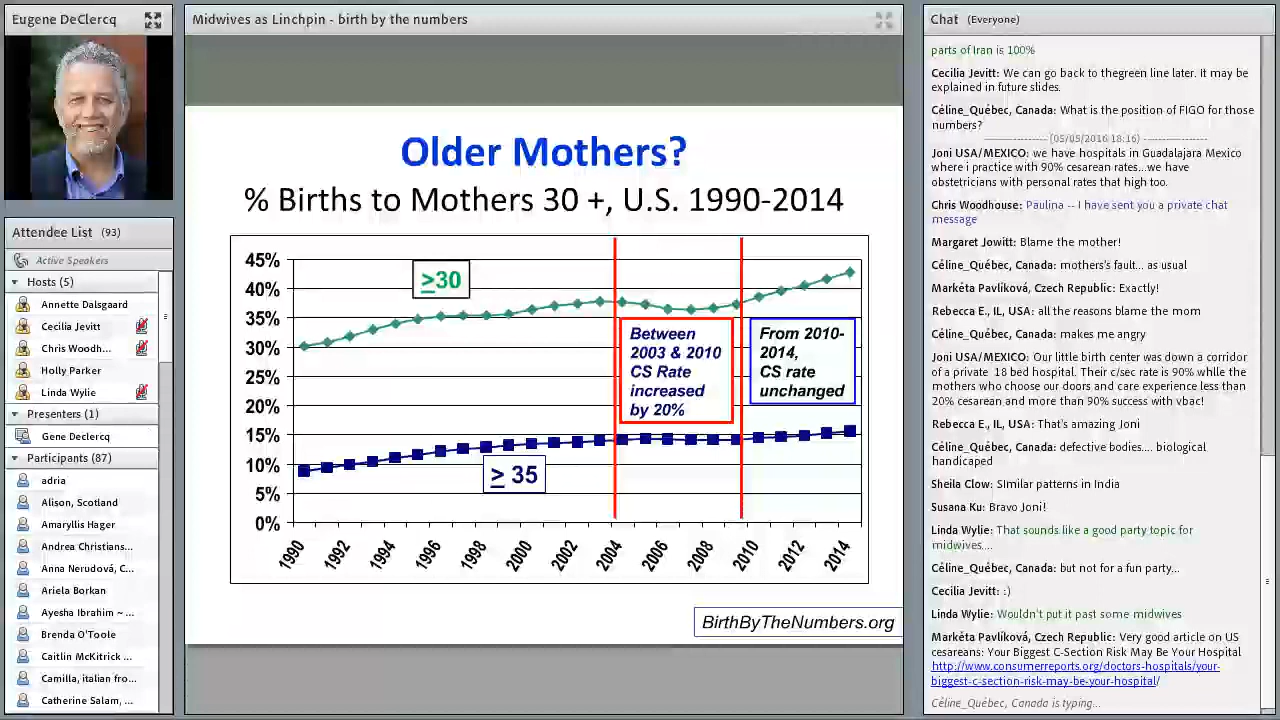 Eugene DeClercq
Attendee List (93)
Active Speakers
Hosts (5)
Annette Dalsgaard
Cecilia Jevitt
Chris Woodh...
Holly Parker
Linda Wylie
Presenters (1)
Gene Declercq
Participants (87)
adria
Alison, Scotland
Amaryllis Hager
Andrea Christians...
Anna Nerudová, C...
Ariela Borkan
Ayesha Ibrahim ~ ...
Brenda O'Toole
Caitlin McKitrick ...
Camilla, italian fro...
Catherine Salam, ...
Midwives as Linchpin - birth by the numbers
Older Mothers?
% Births to Mothers 30 +, U.S. 1990-2014
45%
40%
35%
30%
25%
20%
15%
10%
5%
0%
≥30
≥ 35
Between
2003 & 2010
CS Rate
increased
by 20%
From 2010-
2014,
CS rate
unchanged
1990
1992
1994
1996
1998
2000
2002
2004
2006
2008
2010
2012
2014
BirthByTheNumbers.org
Chat (Everyone)
parts of Iran is 100%
Cecilia Jevitt: We can go back to thegreen line later. It may be
explained in future slides.
Céline_Québec, Canada: What is the position of FIGO for those
numbers?
------------------ (05/05/2016 18:16) ------------------
Joni USA/MEXICO: we have hospitals in Guadalajara Mexico
where i practice with 90% cesarean rates...we have
obstetricians with personal rates that high too.
Chris Woodhouse: Paulina -- I have sent you a private chat
message
Margaret Jowitt: Blame the mother!
Céline_Québec, Canada: mothers's fault... as usual
Markéta Pavlíková, Czech Republic: Exactly!
Rebecca E., IL, USA: all the reasons blame the mom
Céline_Québec, Canada: makes me angry
Joni USA/MEXICO: Our little birth center was down a corridor
of a private 18 bed hospital. Their c/sec rate is 90% whlle the
mothers who choose our doors and care experience less than
20% cesarean and more than 90% success with vbac!
Rebecca E., USA: That's amazing Joni
Céline_Québec, Canada: defective bodies.... biological
handicaped
Sheila Clow: SImilar patterns in India
Susana Ku: Bravo Joni!
Linda Wylie: That sounds like a good party topic for
midwives....
Céline_Québec, Canada: but not for a fun party...
Cecilia Jevitt: :)
Linda Wylie: Wouldn't put it past some midwives
Markéta Pavlíková, Czech Republic: Very good article on US
cesareans: Your Biggest C-Section Risk May Be Your Hospital
http://www.consumerreports.org/doctors-hospitals/your-
biggest-c-section-risk-may-be-your-hospital/
Céline_Québec, Canada is typing...